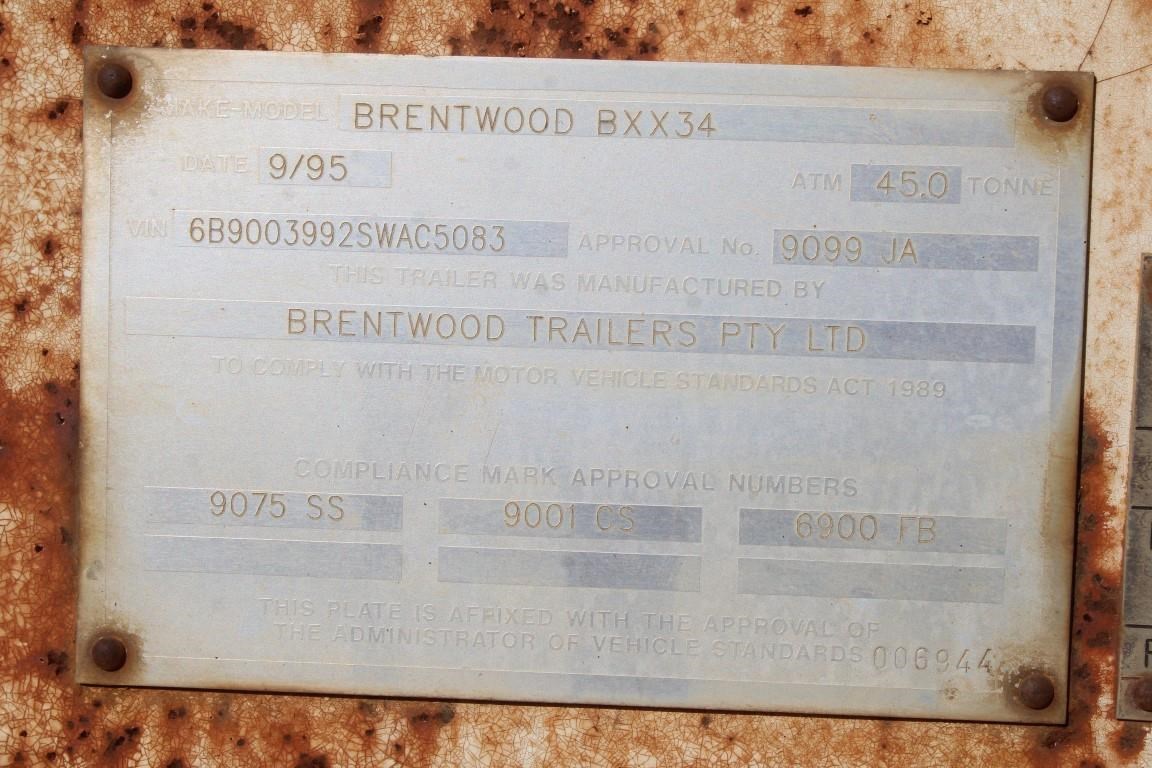 MAKE-MODEL BRENTWOOD BXX34
DATE 9/95 ATM 45.0 TONNE
VIN 6B9003992SWAC5083 APPROVAL No. 9099 JA
THIS TRAILER WAS MANUFACTURED BY
BRENTWOOD TRAILERS PTY LTD
TO COMPLY WITH THE MOTOR VEHICLE STANDARDS ACT 1989
COMPLIANCE MARK APPROVAL NUMBERS
9075 SS 9001 CS 6900 FB
THIS PLATE IS AFFIXED WITH THE APPROVAL OF
THE ADMINISTRATOR OF VEHICLE STANDARDS 006944